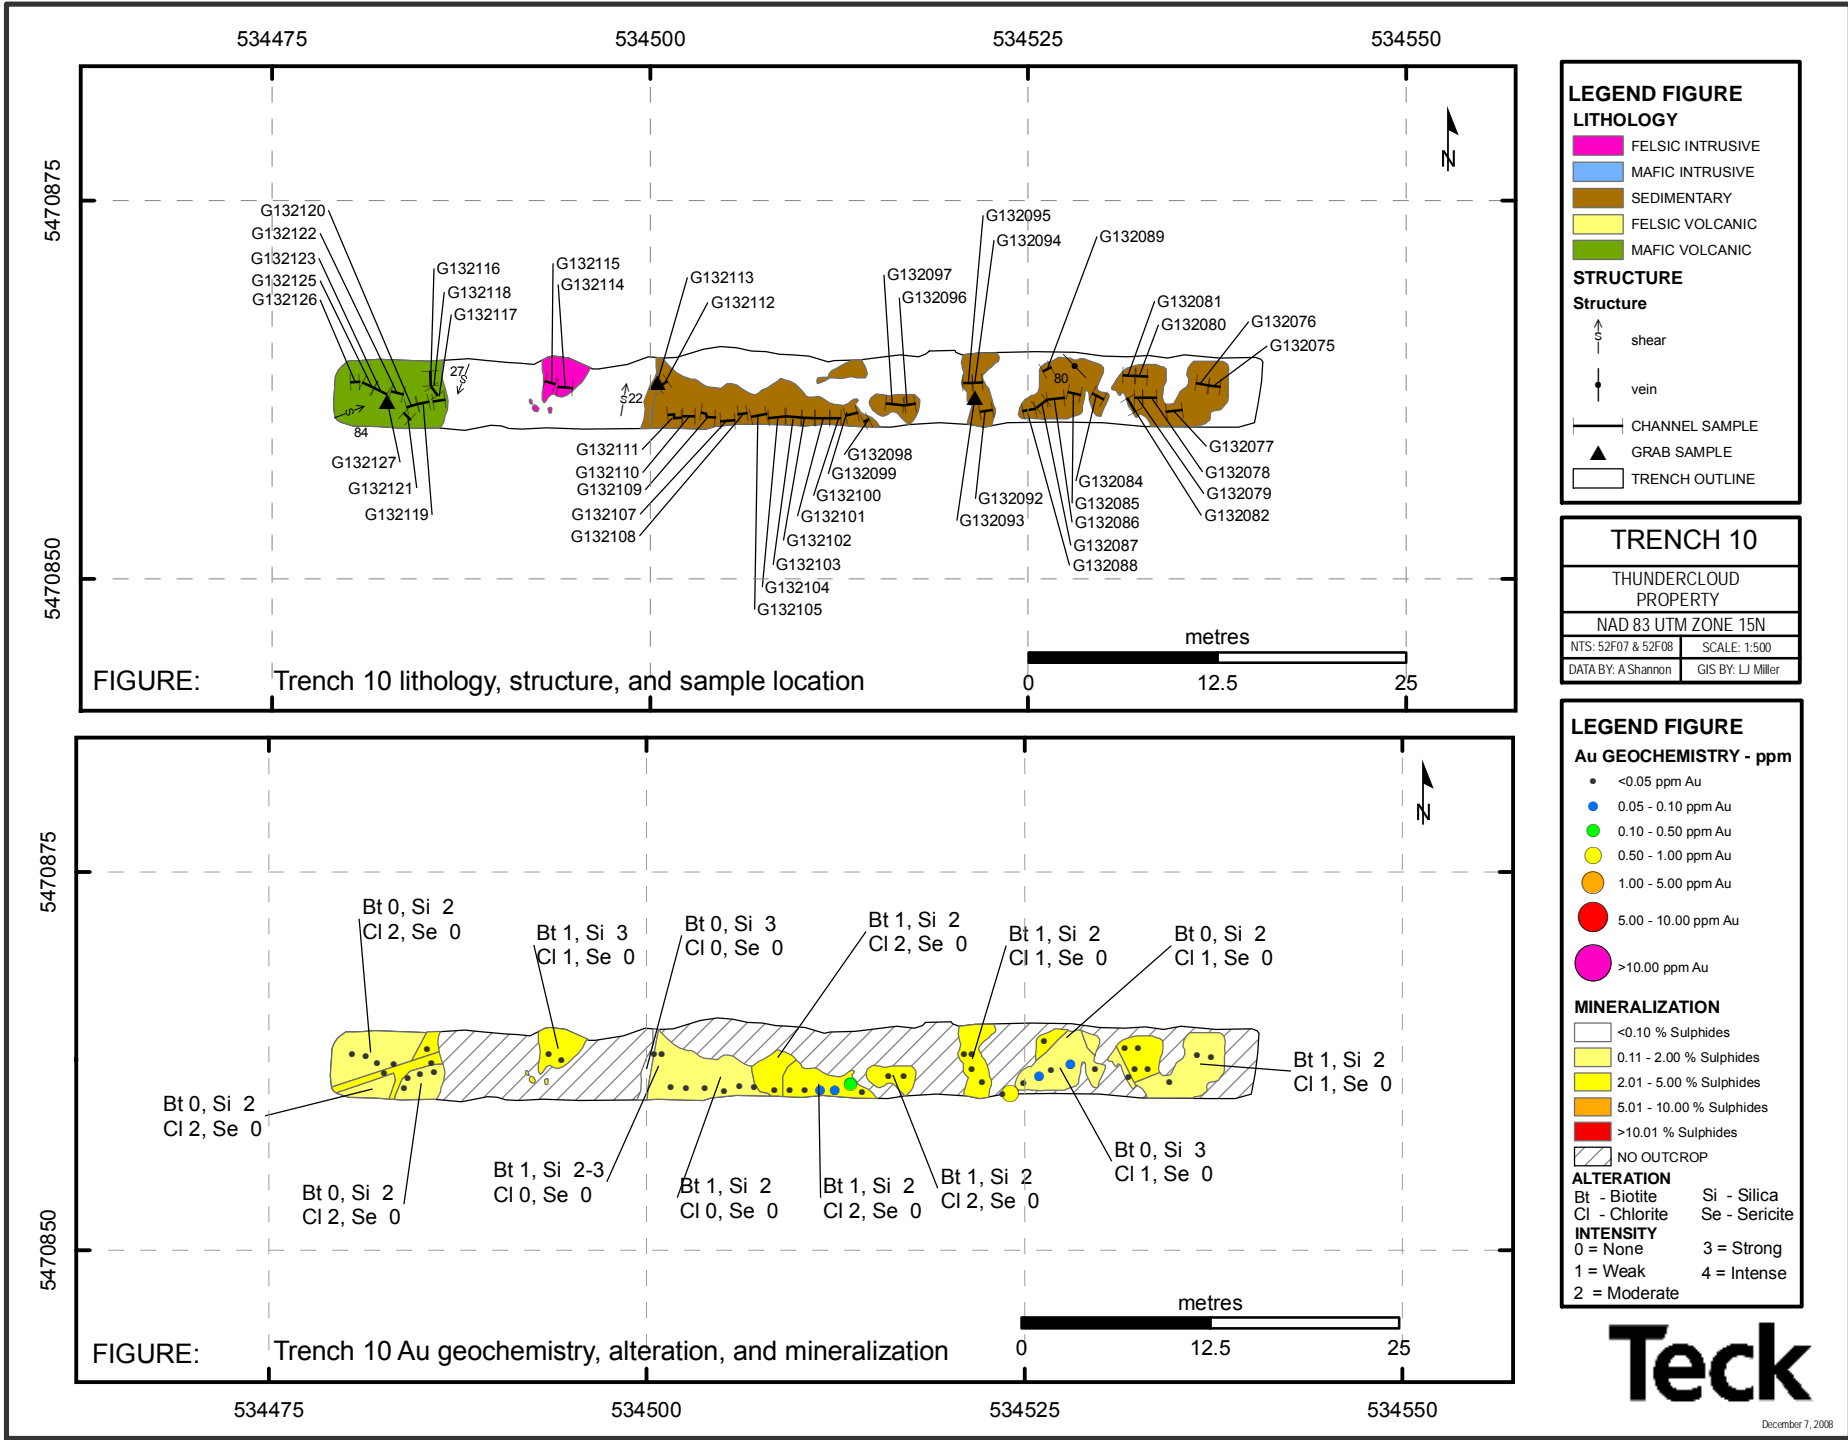 534475 534500 534525 534550
5470875
5470850
G132120
G132122
G132123
G132125
G132126
G132116
G132118
G132117
G132115
G132114
G132113
G132112
G132097
G132096
G132095
G132094
G132089
G132081
G132080
G132076
G132075
27
S
S
84
S22
80
N
G132127
G132121
G132119
G132111
G132110
G132109
G132107
G132108
G132098
G132099
G132100
G132101
G132102
G132103
G132104
G132105
G132092
G132093
G132084
G132085
G132086
G132087
G132088
G132077
G132078
G132079
G132082
metres
0 12.5 25
FIGURE: Trench 10 lithology, structure, and sample location
LEGEND FIGURE
LITHOLOGY
FELSIC INTRUSIVE
MAFIC INTRUSIVE
SEDIMENTARY
FELSIC VOLCANIC
MAFIC VOLCANIC
STRUCTURE
Structure
S shear
vein
CHANNEL SAMPLE
GRAB SAMPLE
TRENCH OUTLINE
TRENCH 10
THUNDERCLOUD
PROPERTY
NAD 83 UTM ZONE 15N
NTS: 52F07 & 52F08 SCALE: 1:500
DATA BY: A Shannon GIS BY: LJ Miller
5470875
5470850
N
Bt 0, Si 2
Cl 2, Se 0
Bt 1, Si 3
Cl 1, Se 0
Bt 0, Si 3
Cl 0, Se 0
Bt 1, Si 2
Cl 2, Se 0
Bt 1, Si 2
Cl 1, Se 0
Bt 0, Si 2
Cl 1, Se 0
Bt 1, Si 2
Cl 1, Se 0
Bt 0, Si 2
Cl 2, Se 0
Bt 0, Si 2
Cl 2, Se 0
Bt 1, Si 2-3
Cl 0, Se 0
Bt 1, Si 2
Cl 0, Se 0
Bt 1, Si 2
Cl 2, Se 0
Bt 1, Si 2
Cl 2, Se 0
Bt 0, Si 3
Cl 1, Se 0
metres
0 12.5 25
FIGURE: Trench 10 Au geochemistry, alteration, and mineralization
534475 534500 534525 534550
LEGEND FIGURE
Au GEOCHEMISTRY - ppm
<0.05 ppm Au
0.05 - 0.10 ppm Au
0.10 - 0.50 ppm Au
0.50 - 1.00 ppm Au
1.00 - 5.00 ppm Au
5.00 - 10.00 ppm Au
>10.00 ppm Au
MINERALIZATION
<0.10 % Sulphides
0.11 - 2.00 % Sulphides
2.01 - 5.00 % Sulphides
5.01 - 10.00 % Sulphides
>10.01 % Sulphides
NO OUTCROP
ALTERATION
Bt - Biotite Si - Silica
Cl - Chlorite Se - Sericite
INTENSITY
0 = None 3 = Strong
1 = Weak 4 = Intense
2 = Moderate
Teck
December 7, 2008